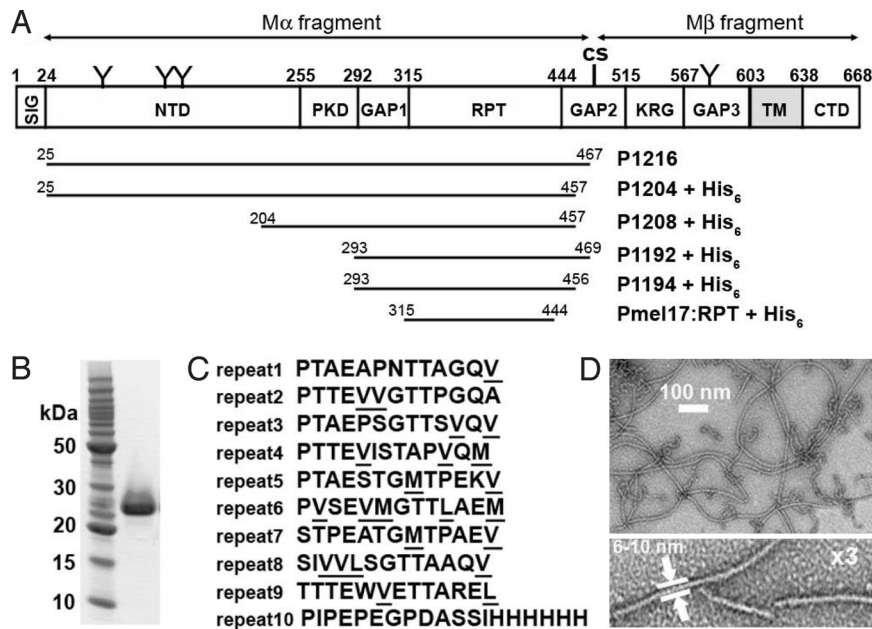 A
Mα fragment
Mβ fragment
CS
1 24 255 292 315 444 515 567 603 638 668
SIG NTD PKD GAP1 RPT GAP2 KRG GAP3 TM CTD
25 467 P1216
25 457 P1204 + His6
204 457 P1208 + His6
293 469 P1192 + His6
293 456 P1194 + His6
315 444 Pmel17:RPT + His6
B
kDa
50
30
20
15
10
C
repeat1 PTAEAPNTTAGQV
repeat2 PTTEVVGTTPGQA
repeat3 PTAEPSGTTSVQV
repeat4 PTTEVISTAPVQM
repeat5 PTAESTGMTPEKV
repeat6 PVSEVMGTTLAEM
repeat7 STPEATGMTPAEV
repeat8 SIVVLSGTTAAQV
repeat9 TTTEWVETTAREL
repeat10 PIPEPEGPDASSIHHHHHH
D
100 nm
6-10 nm
x3